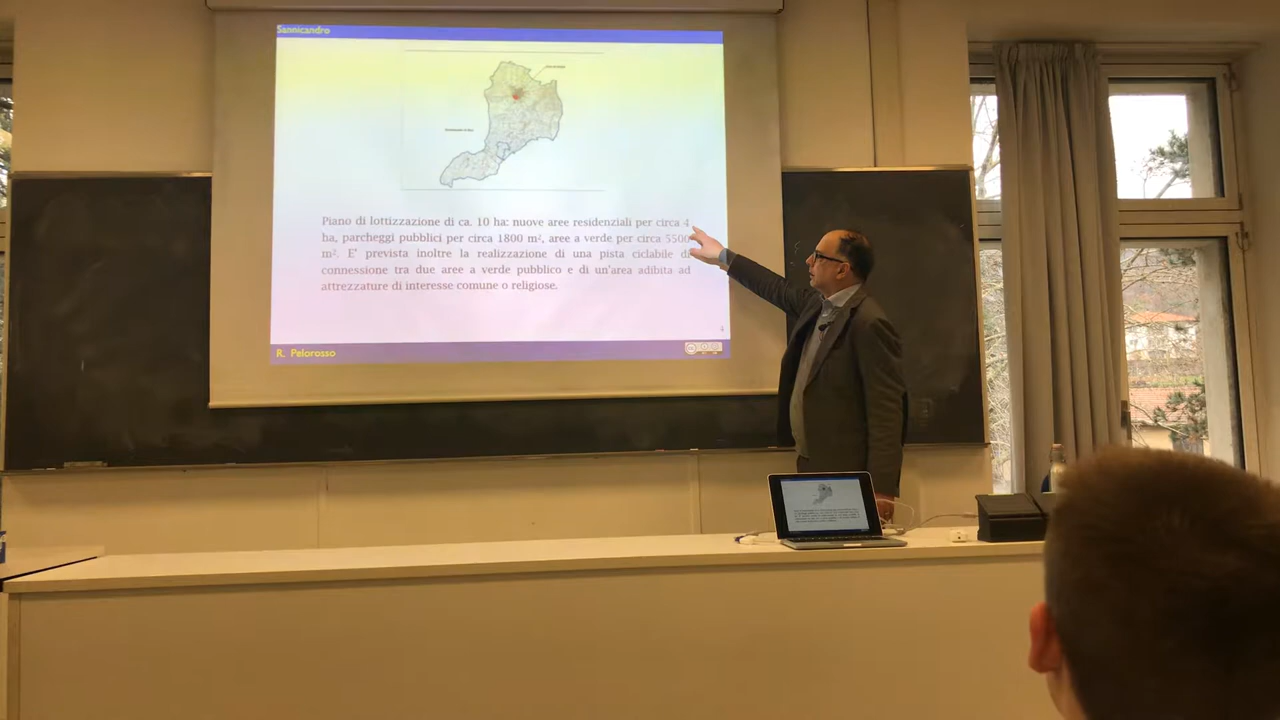 Sannicandro
Piano di lottizzazione di ca. 10 ha: nuove aree residenziali per circa 4
ha, parcheggi pubblici per circa 1800 m², aree a verde per circa 5500
m². E' prevista inoltre la realizzazione di una pista ciclabile di
connessione tra due aree a verde pubblico e di un'area adibita ad
attrezzature di interesse comune o religiose.
4
R. Pelorosso